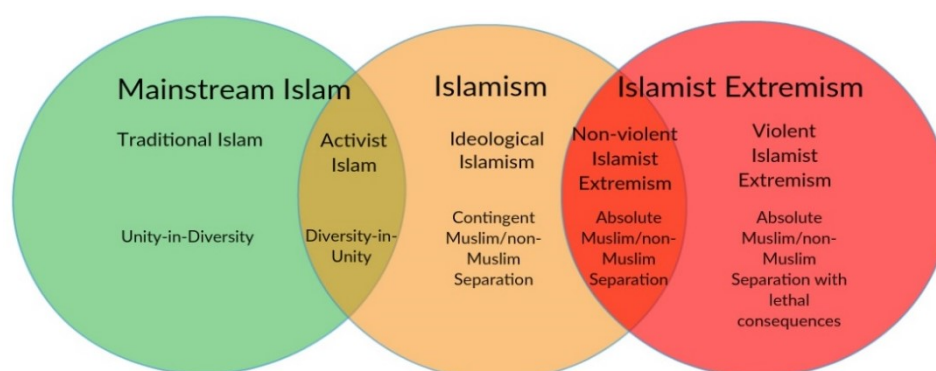 Mainstream Islam
Islamism
Islamist Extremism
Traditional Islam
Activist
Islam
Ideological
Islamism
Non-violent
Islamist
Extremism
Violent
Islamist
Extremism
Unity-in-Diversity
Diversity-in-
Unity
Contingent
Muslim/non-
Muslim
Separation
Absolute
Muslim/non-
Muslim
Separation
Absolute
Muslim/non-
Muslim
Separation with
lethal
consequences